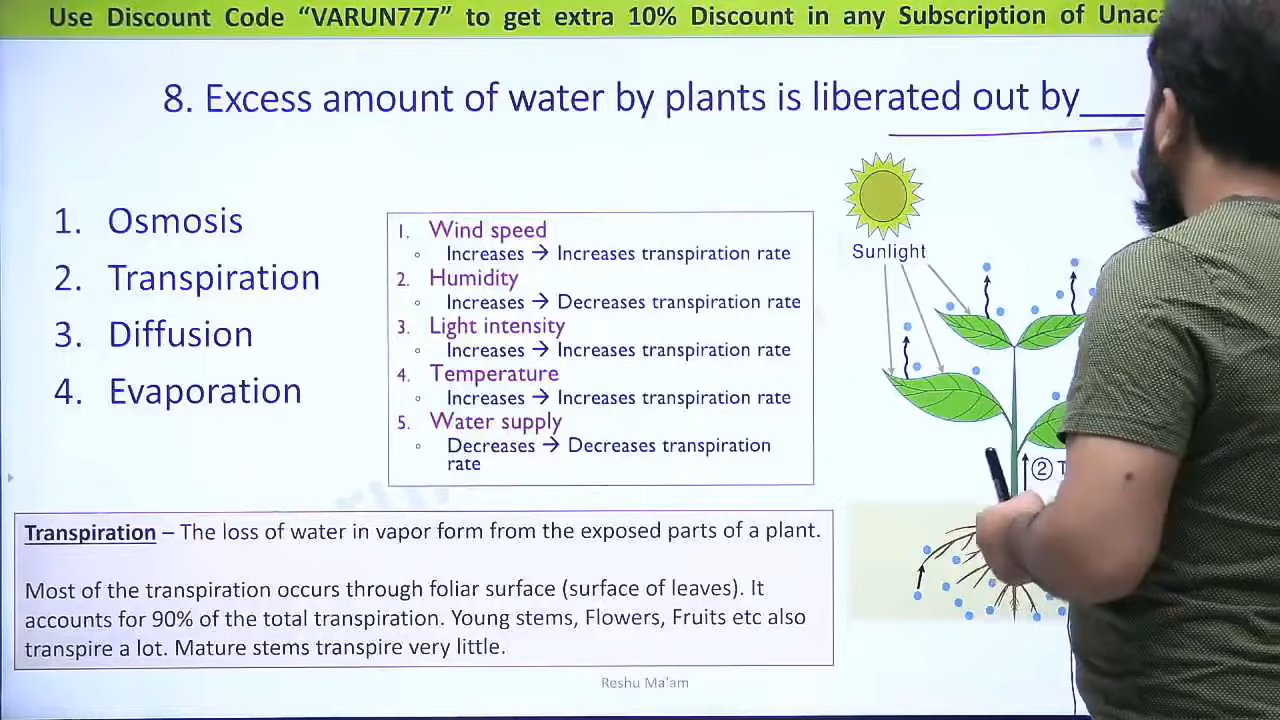 Use Discount Code “VARUN777” to get extra 10% Discount in any Subscription of
8. Excess amount of water by plants is liberated out by____
1. Osmosis
2. Transpiration
3. Diffusion
4. Evaporation
1. Wind speed
◦ Increases → Increases transpiration rate
2. Humidity
◦ Increases → Decreases transpiration rate
3. Light intensity
◦ Increases → Increases transpiration rate
4. Temperature
◦ Increases → Increases transpiration rate
5. Water supply
◦ Decreases → Decreases transpiration
rate
Sunlight
②
Transpiration – The loss of water in vapor form from the exposed parts of a plant.
Most of the transpiration occurs through foliar surface (surface of leaves). It
accounts for 90% of the total transpiration. Young stems, Flowers, Fruits etc also
transpire a lot. Mature stems transpire very little.
Reshu Ma'am